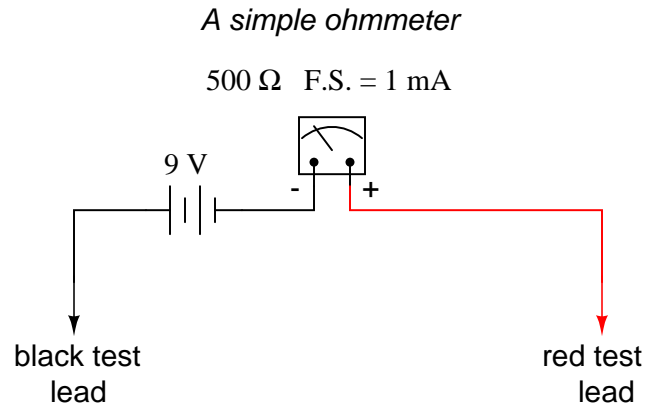 A simple ohmmeter
500 Ω F.S. = 1 mA
9 V
- +
black test
lead
red test
lead